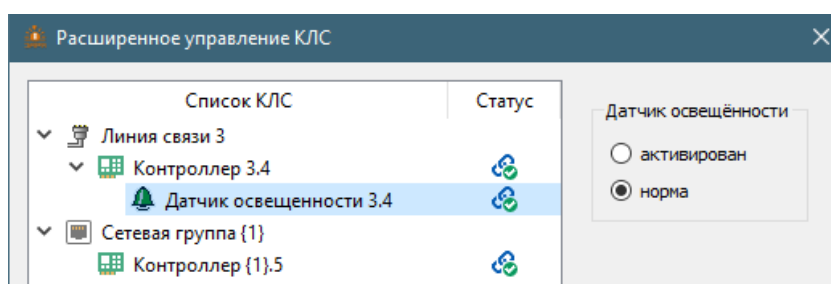 Расширенное управление КЛС
Список КЛС Статус
Линия связи 3
Контроллер 3.4
Датчик освещенности 3.4
Сетевая группа {1}
Контроллер {1}.5
Датчик освещённости
активирован
норма